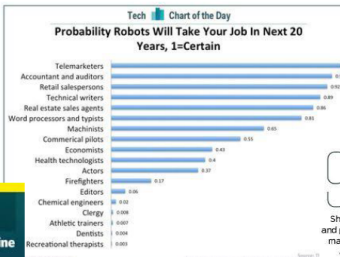 Tech Chart of the Day
Probability Robots Will Take Your Job In Next 20
Years, 1=Certain
Telemarketers
Accountant and auditors
Retail salespersons
0.92
Technical writers
0.89
Real estate sales agents
0.86
Word processors and typists
0.81
Machinists
0.65
Commerical pilots
0.55
Economists
0.43
Health technologists
0.4
Actors
0.37
Firefighters
0.17
Editors
0.06
Chemical engineers
0.02
Clergy
0.008
Athletic trainers
0.007
Dentists
0.004
Recreational therapists
0.003
Sh
and p
ma
ine